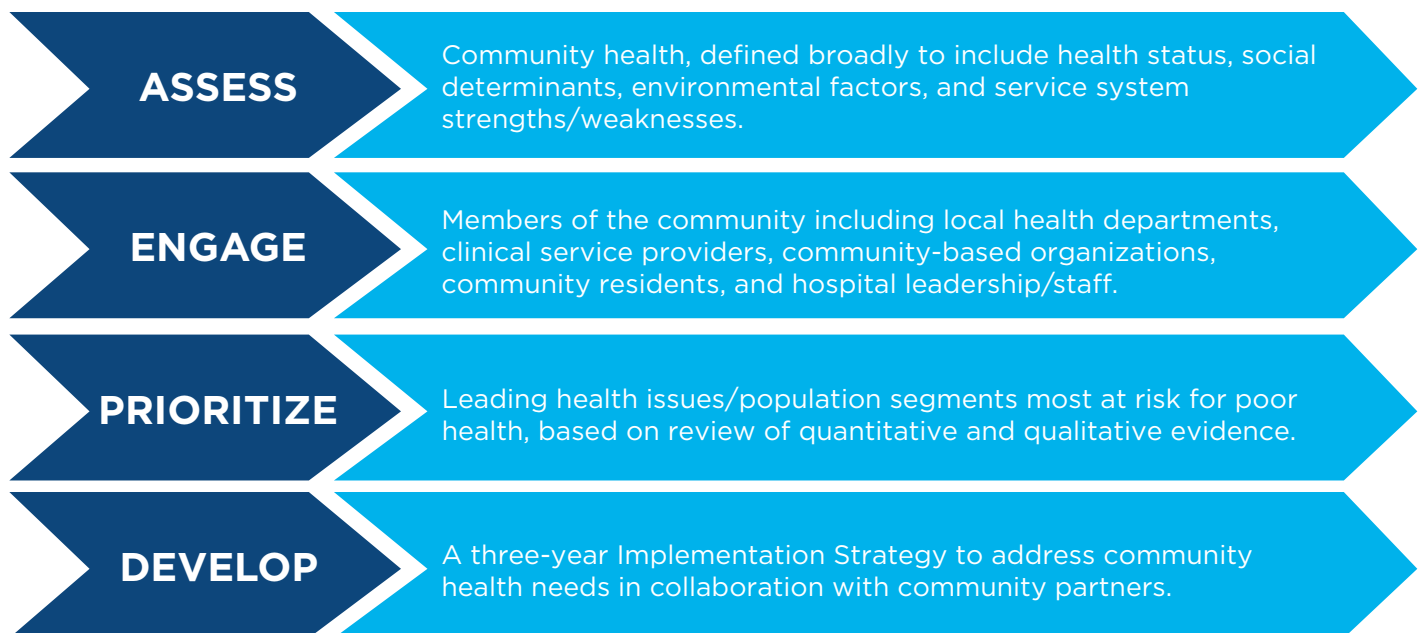 ASSESS
Community health, defined broadly to include health status, social
determinants, environmental factors, and service system
strengths/weaknesses.
ENGAGE
Members of the community including local health departments,
clinical service providers, community-based organizations,
community residents, and hospital leadership/staff.
PRIORITIZE
Leading health issues/population segments most at risk for poor
health, based on review of quantitative and qualitative evidence.
DEVELOP
A three-year Implementation Strategy to address community
health needs in collaboration with community partners.